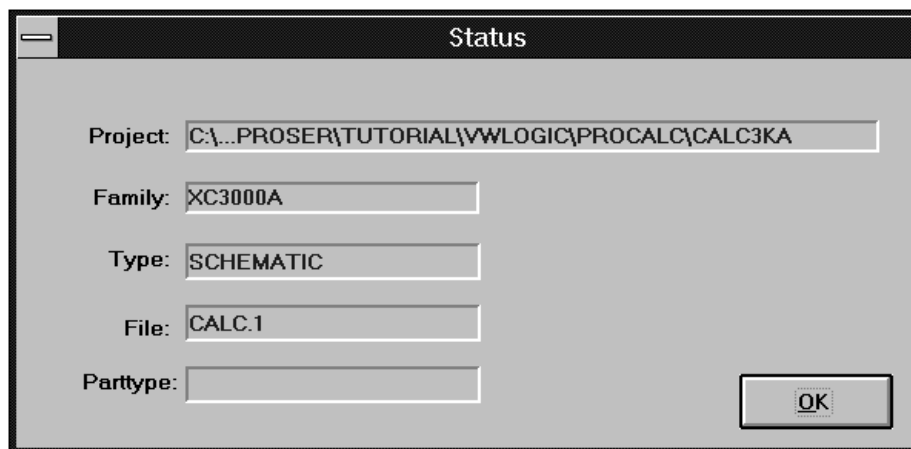 Status
Project: C:\...PROSER\TUTORIAL\VWLOGIC\PROCALC\CALC3KA
Family: XC3000A
Type: SCHEMATIC
File: CALC.1
Parttype:
OK